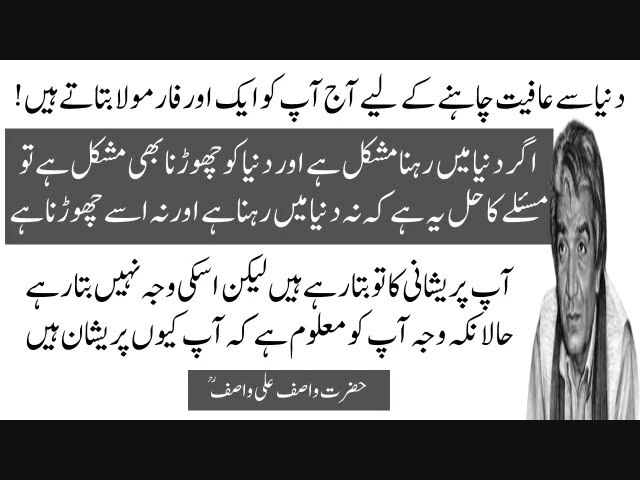 دنیا سے عافیت چاہنے کے لیے آج آپ کو ایک اور فارمولا بتاتے ہیں!
اگر دنیا میں رہنا مشکل ہے اور دنیا کو چھوڑنا بھی مشکل ہے تو
مسئلے کا حل یہ ہے کہ نہ دنیا میں رہنا ہے اور نہ اسے چھوڑنا ہے
آپ پریشانی کا تو بتا رہے ہیں لیکن اسکی وجہ نہیں بتا رہے
حالانکہ وجہ آپ کو معلوم ہے کہ آپ کیوں پریشان ہیں
حضرت واصف علی واصفؒ